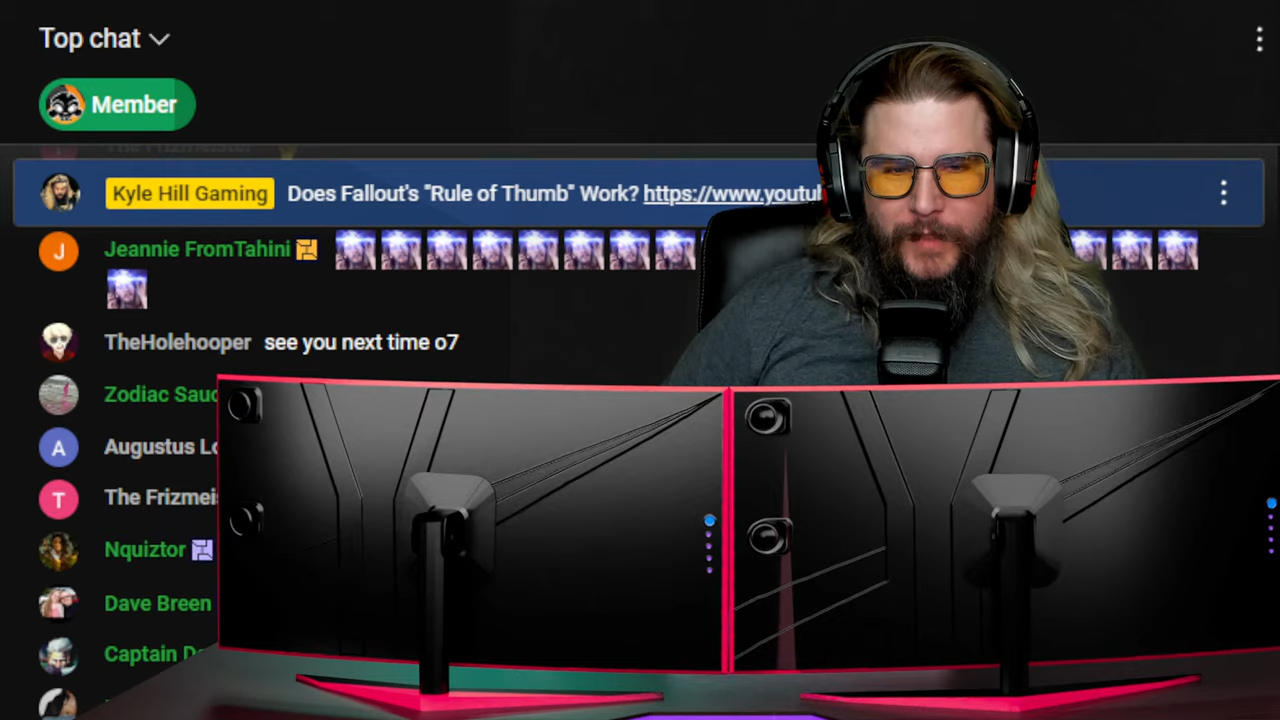 Top chat
Member
Kyle Hill Gaming Does Fallout's "Rule of Thumb" Work? https://www.youtul
J Jeannie FromTahini
TheHolehooper see you next time o7
Zodiac Sauc
A Augustus Lo
T The Frizmeis
Nquiztor
Dave Breen
Captain D